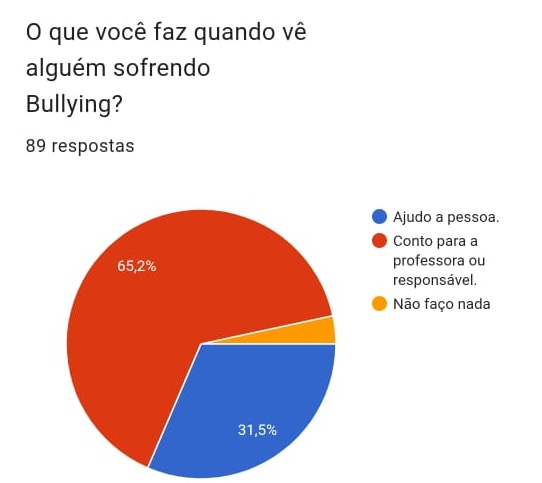 O que você faz quando vê
alguém sofrendo
Bullying?
89 respostas
Ajudo a pessoa.
Conto para a
professora ou
responsável.
Não faço nada
65,2%
31,5%